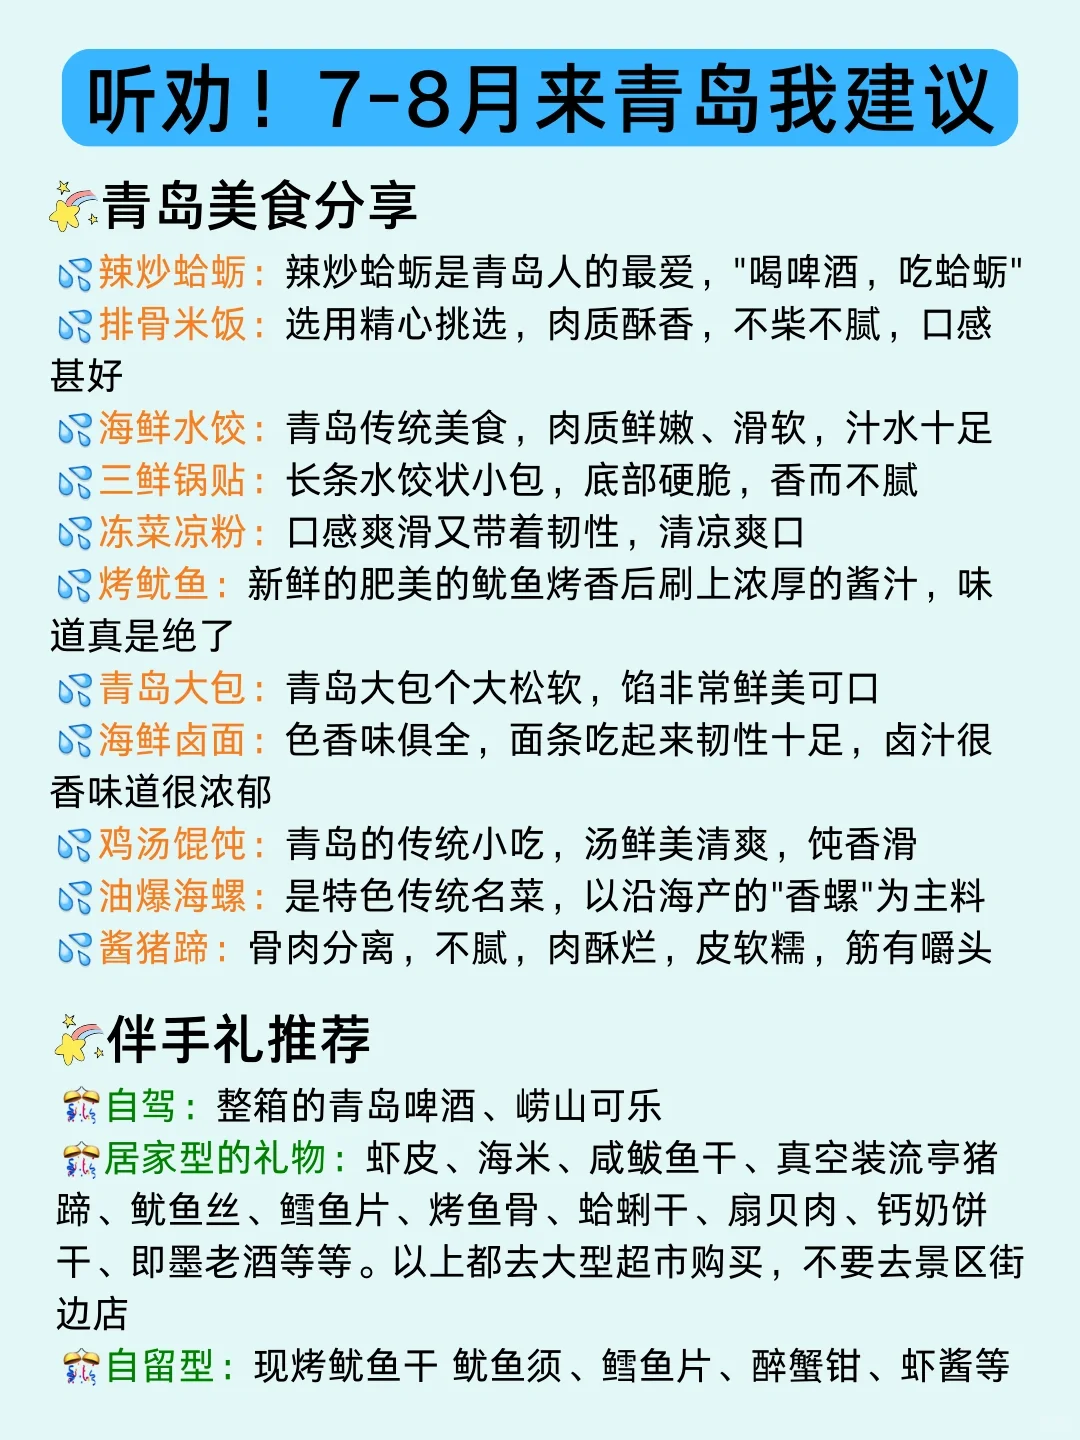 听劝！7-8月来青岛我建议
青岛美食分享
辣炒蛤蛎：辣炒蛤蛎是青岛人的最爱，"喝啤酒，吃蛤蛎"
排骨米饭：选用精心挑选，肉质酥香，不柴不腻，口感
甚好
海鲜水饺：青岛传统美食，肉质鲜嫩、滑软，汁水十足
三鲜锅贴：长条水饺状小包，底部硬脆，香而不腻
冻菜凉粉：口感爽滑又带着韧性，清凉爽口
烤鱿鱼：新鲜的肥美的鱿鱼烤香后刷上浓厚的酱汁，味
道真是绝了
青岛大包：青岛大包个大松软，馅非常鲜美可口
海鲜卤面：色香味俱全，面条吃起来韧性十足，卤汁很
香味道很浓郁
鸡汤馄饨：青岛的传统小吃，汤鲜美清爽，饨香滑
油爆海螺：是特色传统名菜，以沿海产的"香螺"为主料
酱猪蹄：骨肉分离，不腻，肉酥烂，皮软糯，筋有嚼头
伴手礼推荐
自驾：整箱的青岛啤酒、崂山可乐
居家型的礼物：虾皮、海米、咸鲅鱼干、真空装流亭猪
蹄、鱿鱼丝、鳕鱼片、烤鱼骨、蛤蜊干、扇贝肉、钙奶饼
干、即墨老酒等等。以上都去大型超市购买，不要去景区街
边店
自留型：现烤鱿鱼干 鱿鱼须、鳕鱼片、醉蟹钳、虾酱等